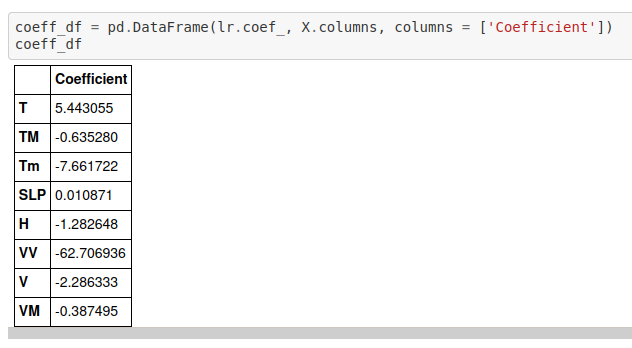 coeff_df = pd.DataFrame(lr.coef_, X.columns, columns = ['Coefficient'])
coeff_df
Coefficient
T 5.443055
TM -0.635280
Tm -7.661722
SLP 0.010871
H -1.282648
VV -62.706936
V -2.286333
VM -0.387495